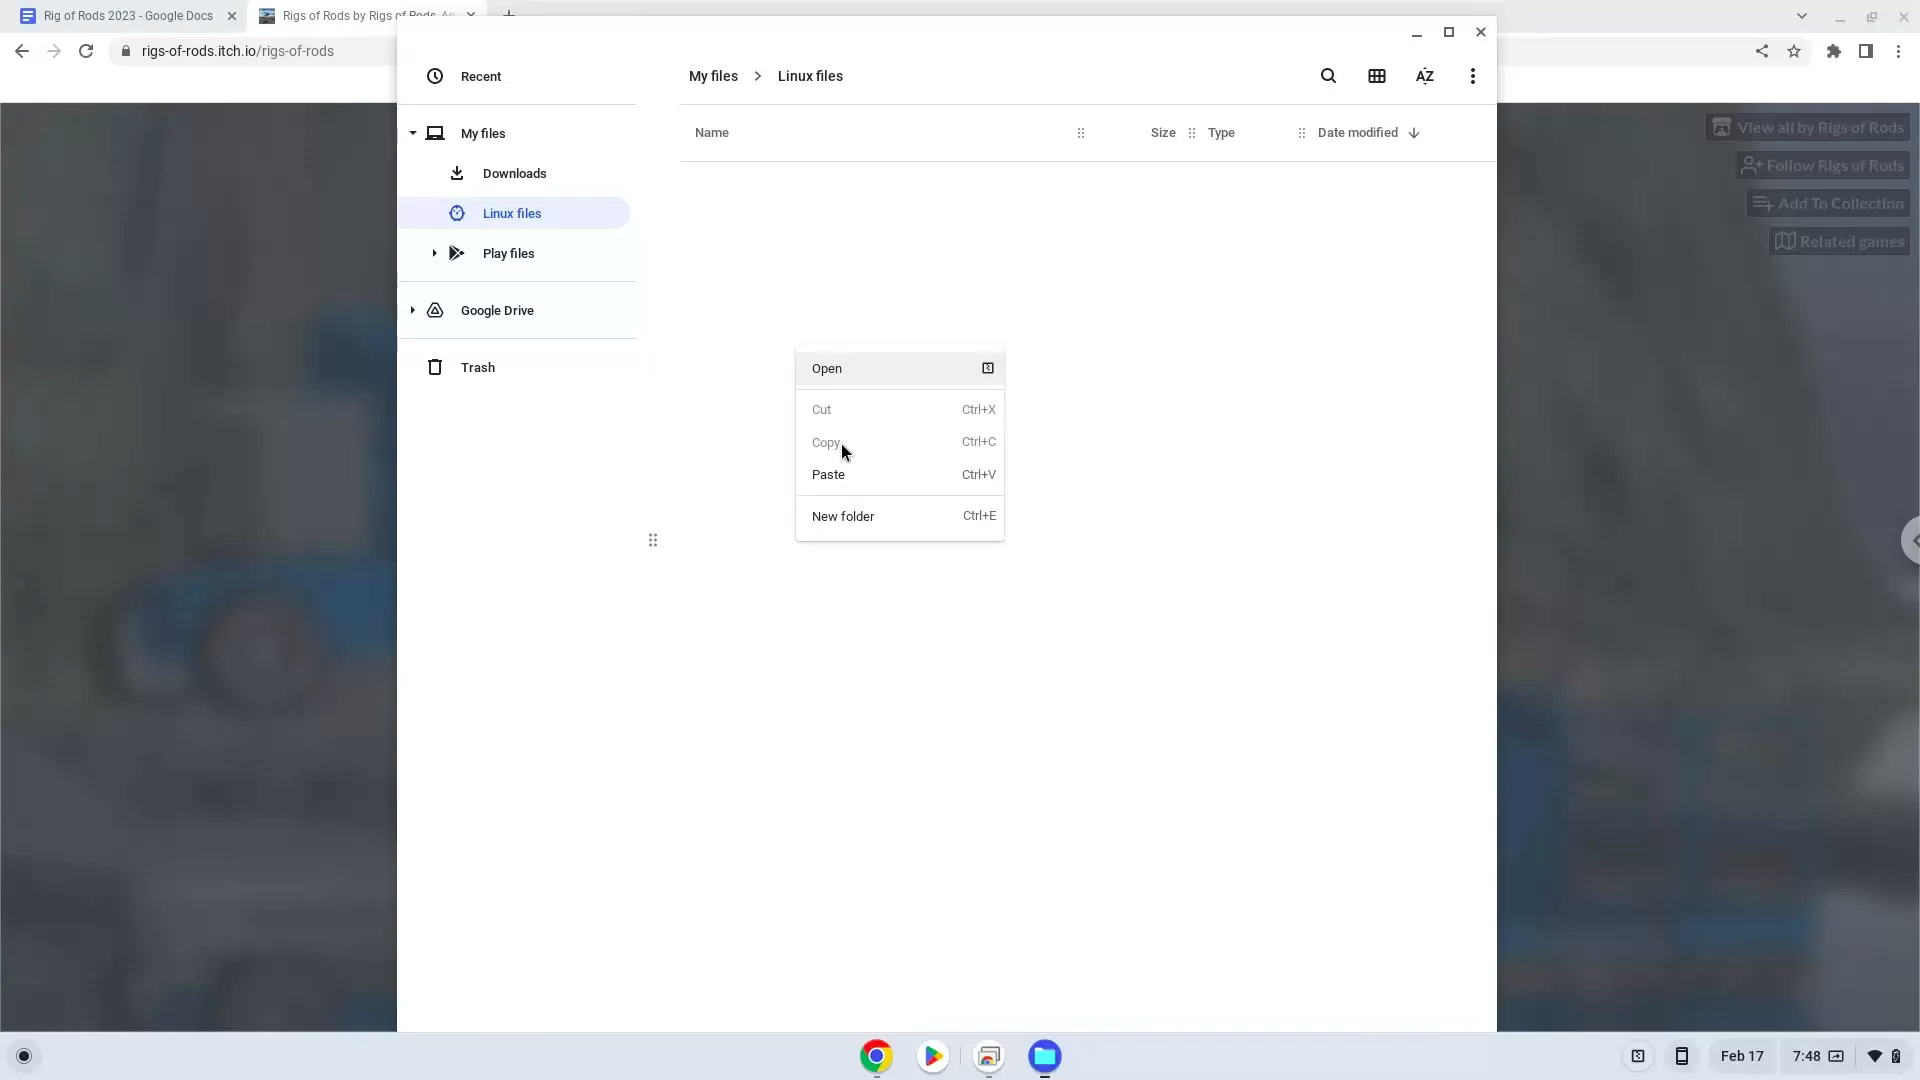 Rig of Rods 2023 - Google Docs
Rigs of Rods by Rigs of Rods
rigs-of-rods.itch.io/rigs-of-rods
Recent
My files > Linux files
AZ
Name
Size
Type
Date modified
My files
Downloads
Linux files
Play files
Google Drive
Trash
View all by Rigs of Rods
Follow Rigs of Rods
Add To Collection
Related games
Open
Cut Ctrl+X
Copy Ctrl+C
Paste Ctrl+V
New folder Ctrl+E
Feb 17
7:48